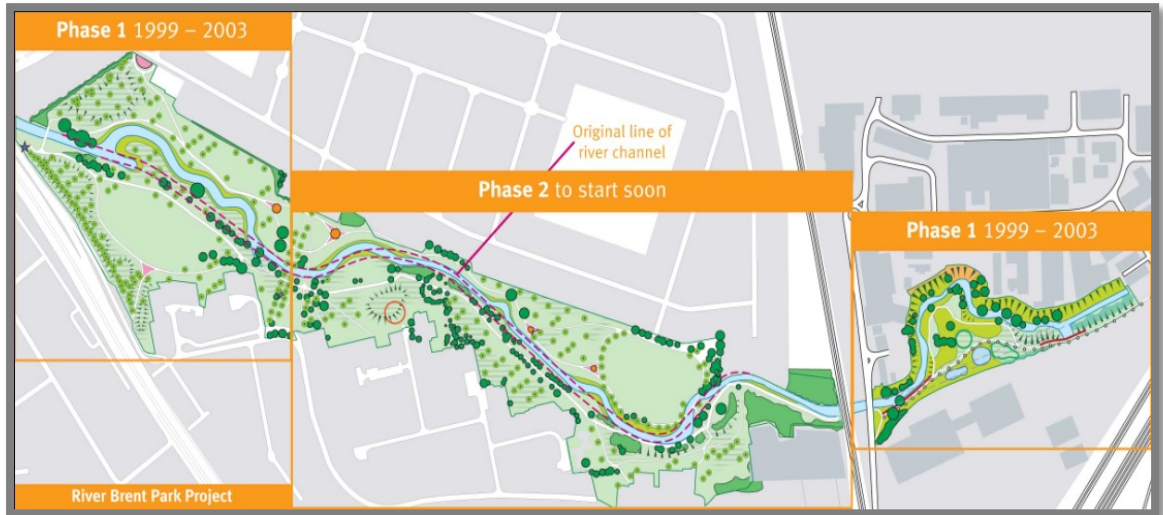 Phase 1 1999 – 2003
Original line of
river channel
Phase 2 to start soon
Phase 1 1999 – 2003
River Brent Park Project